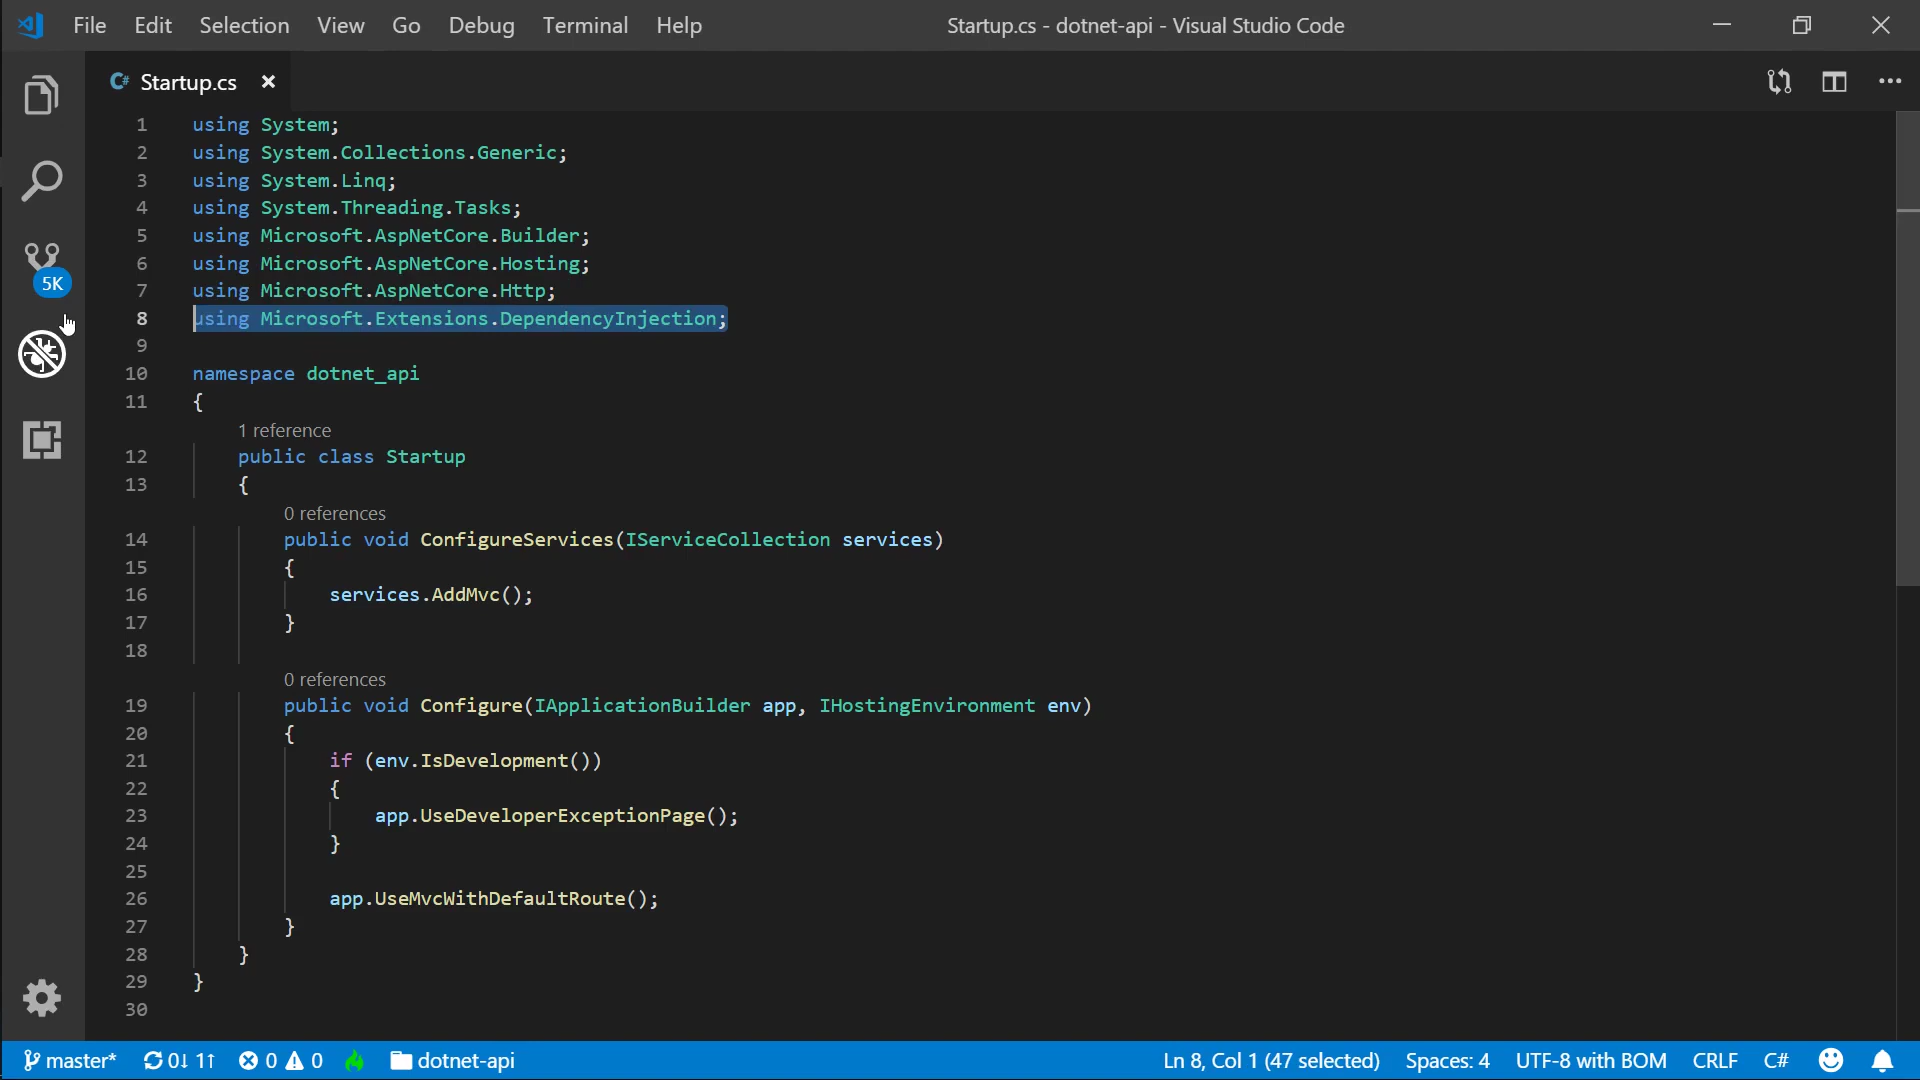 File Edit Selection View Go Debug Terminal Help Startup.cs - dotnet-api - Visual Studio Code
C# Startup.cs
1 using System;
2 using System.Collections.Generic;
3 using System.Linq;
4 using System.Threading.Tasks;
5 using Microsoft.AspNetCore.Builder;
6 using Microsoft.AspNetCore.Hosting;
7 using Microsoft.AspNetCore.Http;
8 using Microsoft.Extensions.DependencyInjection;
5K
9
10 namespace dotnet_api
11 {
1 reference
12 public class Startup
13 {
0 references
14 public void ConfigureServices(IServiceCollection services)
15 {
16 services.AddMvc();
17 }
18
0 references
19 public void Configure(IApplicationBuilder app, IHostingEnvironment env)
20 {
21 if (env.IsDevelopment())
22 {
23 app.UseDeveloperExceptionPage();
24 }
25
26 app.UseMvcWithDefaultRoute();
27 }
28 }
29 }
30
master* 0↓ 1↑ 0 0 dotnet-api Ln 8, Col 1 (47 selected) Spaces: 4 UTF-8 with BOM CRLF C#